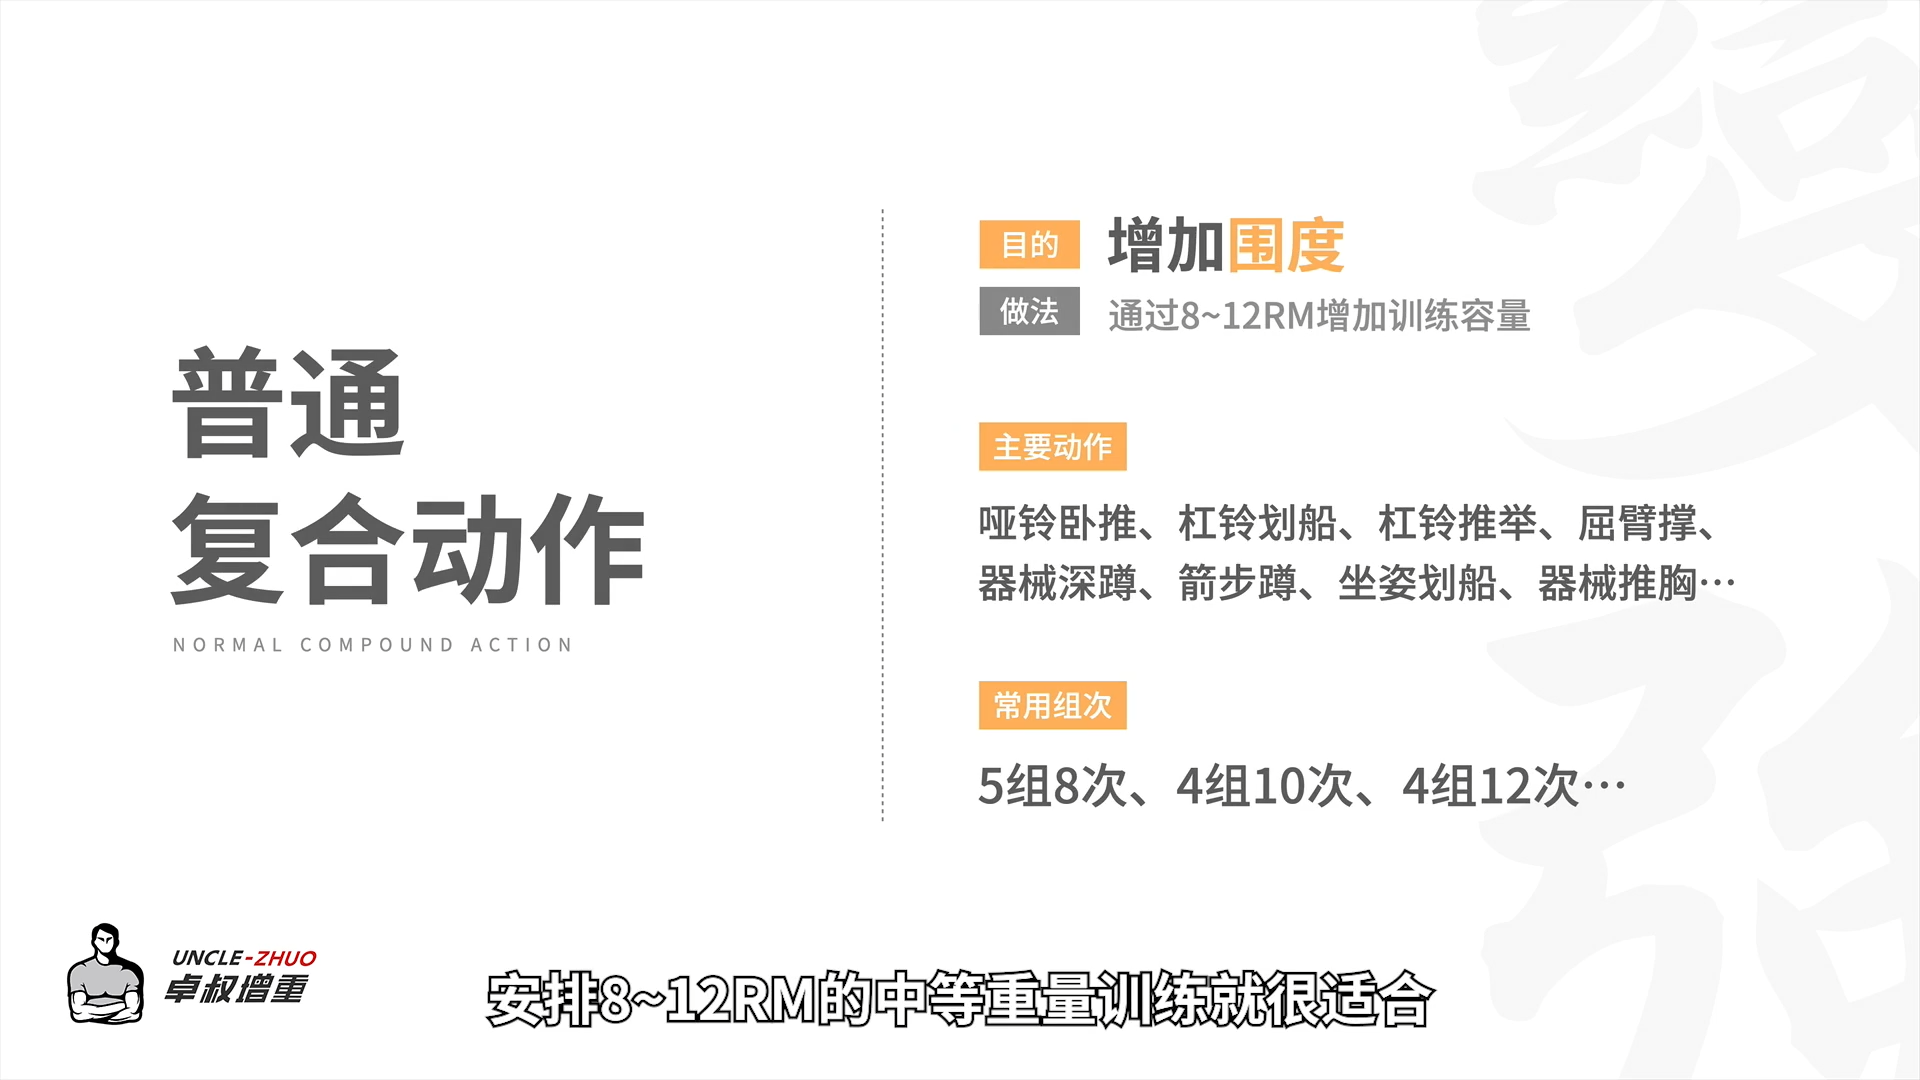 普通
复合动作
NORMAL COMPOUND ACTION
目的 增加围度
做法 通过8~12RM增加训练容量
主要动作
哑铃卧推、杠铃划船、杠铃推举、屈臂撑、
器械深蹲、箭步蹲、坐姿划船、器械推胸…
常用组次
5组8次、4组10次、4组12次…
UNCLE-ZHUO
卓叔增重
安排8~12RM的中等重量训练就很适合